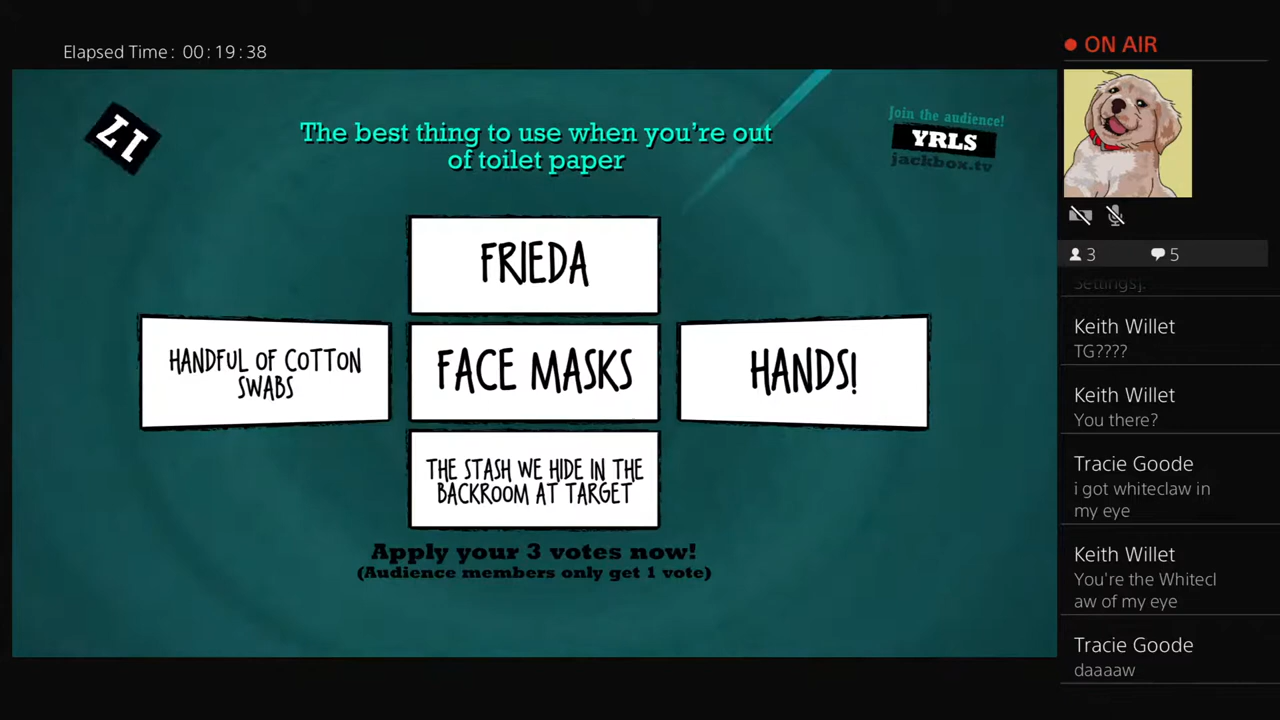 Elapsed Time: 00:19:38
ON AIR
17
The best thing to use when you're out
of toilet paper
Join the audience!
YRLS
jackbox.tv
FRIEDA
HANDFUL OF COTTON
SWABS
FACE MASKS
HANDS!
THE STASH WE HIDE IN THE
BACKROOM AT TARGET
Apply your 3 votes now!
(Audience members only get 1 vote)
3 5
Settings].
Keith Willet
TG????
Keith Willet
You there?
Tracie Goode
i got whiteclaw in
my eye
Keith Willet
You're the Whitecl
aw of my eye
Tracie Goode
daaaaw